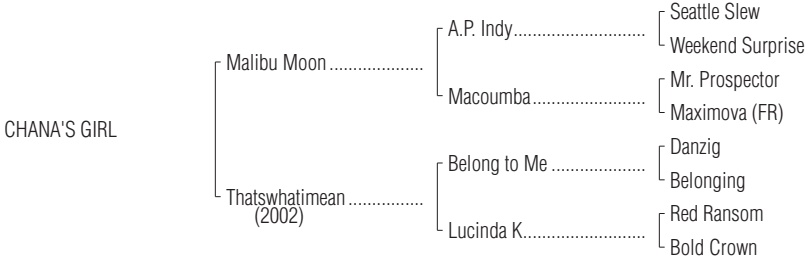 Seattle Slew
A.P. Indy..............................
Weekend Surprise
Malibu Moon .....................
Mr. Prospector
Macoumba..........................
Maximova (FR)
CHANA'S GIRL
Danzig
Belong to Me .....................
Belonging
Thatswhatimean .................
(2002)
Red Ransom
Lucinda K............................
Bold Crown